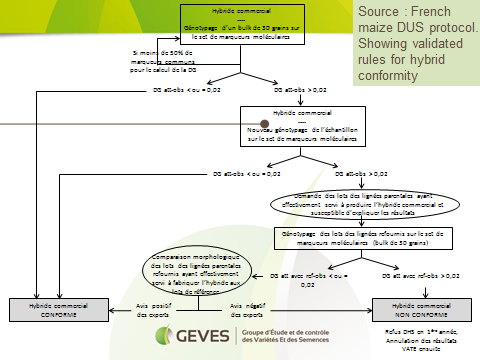 Hybride commercial
----
Génotypage d'un bulk de 30 grains sur
le set de marqueurs moléculaires
Source : French
maize DUS protocol.
Showing validated
rules for hybrid
conformity
Si moins de 50% de
marqueurs communs
pour le calcul de la DG
DG att-obs < ou = 0,02
DG att-obs > 0,02
Hybride commercial
----
Nouveau génotypage de l'échantillon
sur le set de marqueurs moléculaires
DG att-obs < ou = 0,02
DG att-obs > 0,02
Demande des lots des lignées parentales ayant
effectivement servi à produire l'hybride commercial et
susceptible d'expliquer les résultats
Génotypage des lots des lignées refournis sur le set de
marqueurs moléculaires (bulk de 30 grains)
Comparaison morphologique
des lots des lignées parentales
refournis ayant effectivement
servi à fabriquer l'hybride aux
lots de référence
DG att avec ref-obs < ou =
0,02
DG att avec ref-obs > 0,02
Hybride commercial
CONFORME
Avis positif
des experts
Avis négatif
des experts
Hybride commercial
NON CONFORME
Refus DHS en 1ère année,
Annulation des résultats
VATE ensuite
GEVES
Groupe d'Étude et de contrôle
des Variétés Et des Semences